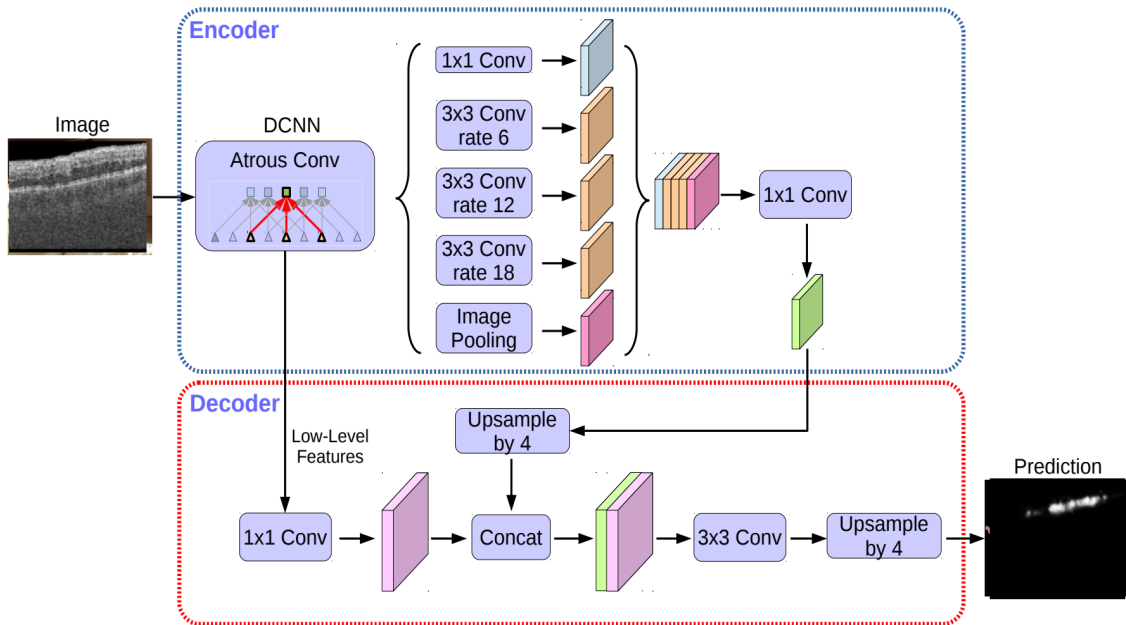 Encoder
Image
DCNN
Atrous Conv
1x1 Conv
3x3 Conv
rate 6
3x3 Conv
rate 12
3x3 Conv
rate 18
Image
Pooling
1x1 Conv
Decoder
Low-Level
Features
Upsample
by 4
1x1 Conv
Concat
3x3 Conv
Upsample
by 4
Prediction